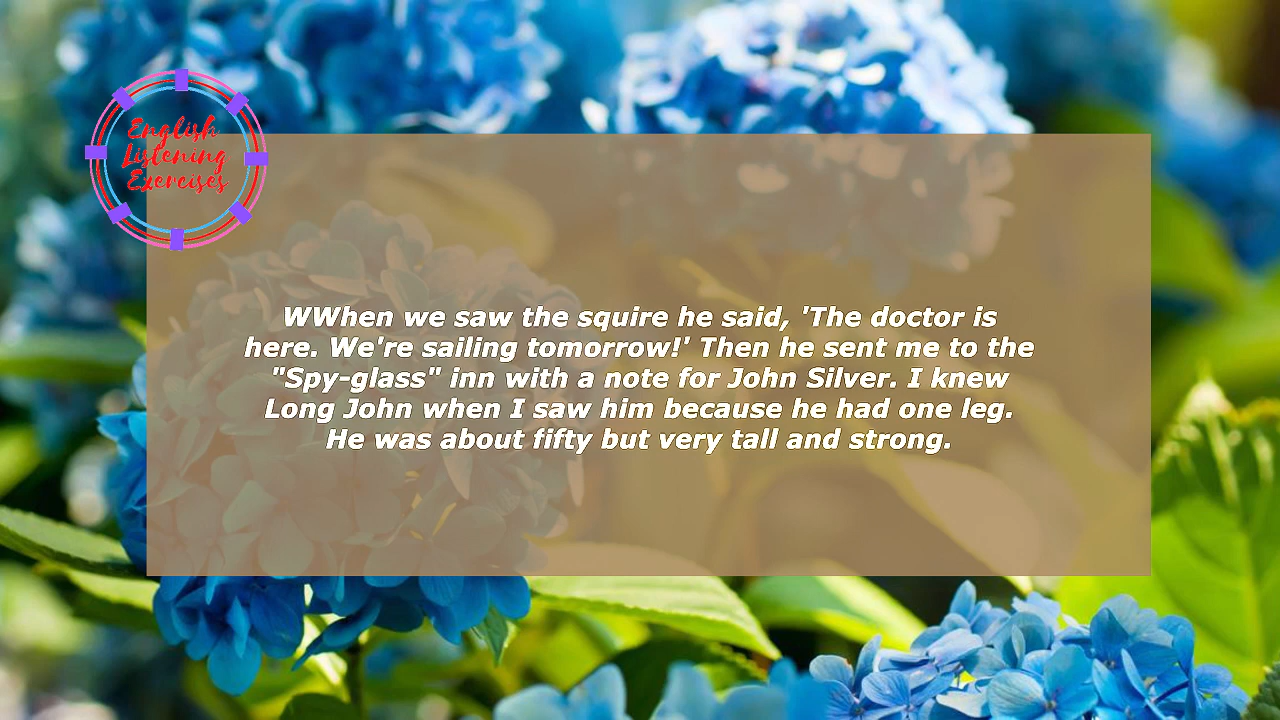 English
Listening
Exercises
WWhen we saw the squire he said, 'The doctor is
here. We're sailing tomorrow!' Then he sent me to the
"Spy-glass" inn with a note for John Silver. I knew
Long John when I saw him because he had one leg.
He was about fifty but very tall and strong.